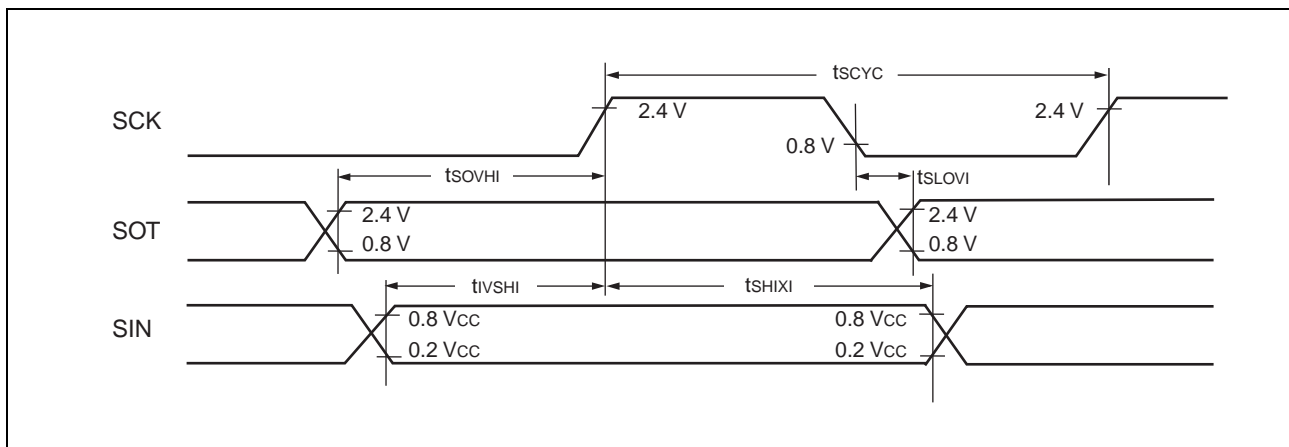 tSCYC
SCK
2.4 V
2.4 V
0.8 V
tSOVHI
tSLOVI
SOT
2.4 V
2.4 V
0.8 V
0.8 V
tIVSHI
tSHIXI
SIN
0.8 VCC
0.8 VCC
0.2 VCC
0.2 VCC